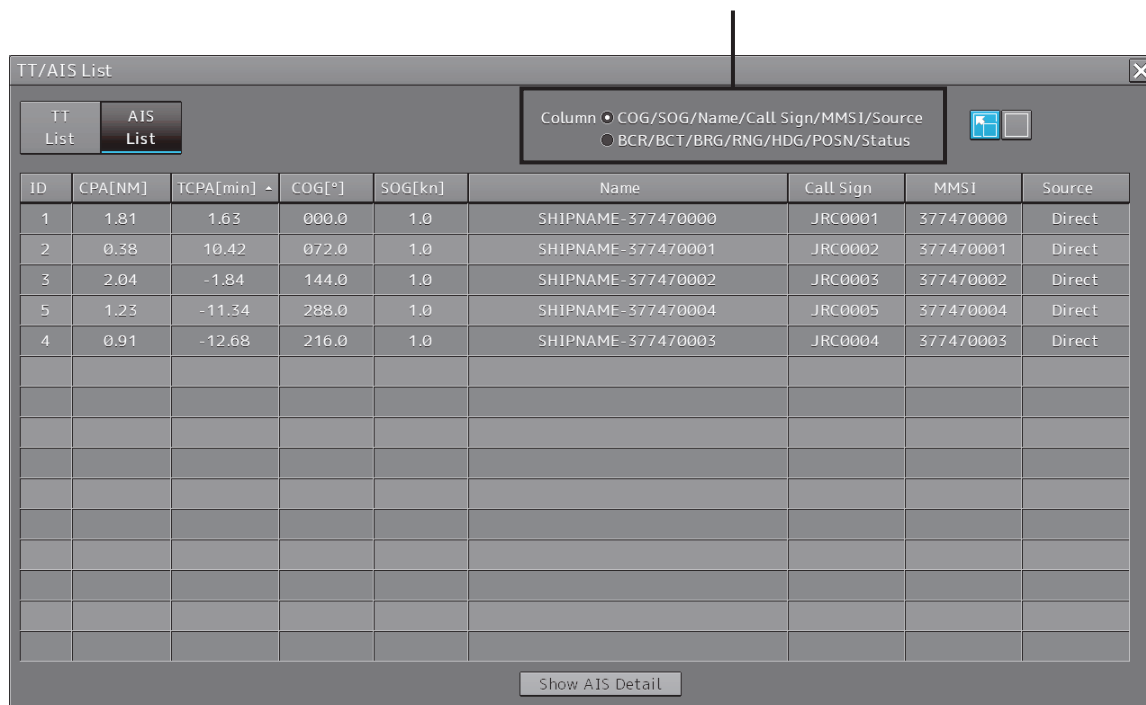 TT/AIS List
TT
List
AIS
List
Column COG/SOG/Name/Call Sign/MMSI/Source
BCR/BCT/BRG/RNG/HDG/POSN/Status
ID CPA[NM] TCPA[min] COG[°] SOG[kn] Name Call Sign MMSI Source
1 1.81 1.63 000.0 1.0 SHIPNAME-377470000 JRC0001 377470000 Direct
2 0.38 10.42 072.0 1.0 SHIPNAME-377470001 JRC0002 377470001 Direct
3 2.04 -1.84 144.0 1.0 SHIPNAME-377470002 JRC0003 377470002 Direct
5 1.23 -11.34 288.0 1.0 SHIPNAME-377470004 JRC0005 377470004 Direct
4 0.91 -12.68 216.0 1.0 SHIPNAME-377470003 JRC0004 377470003 Direct
Show AIS Detail